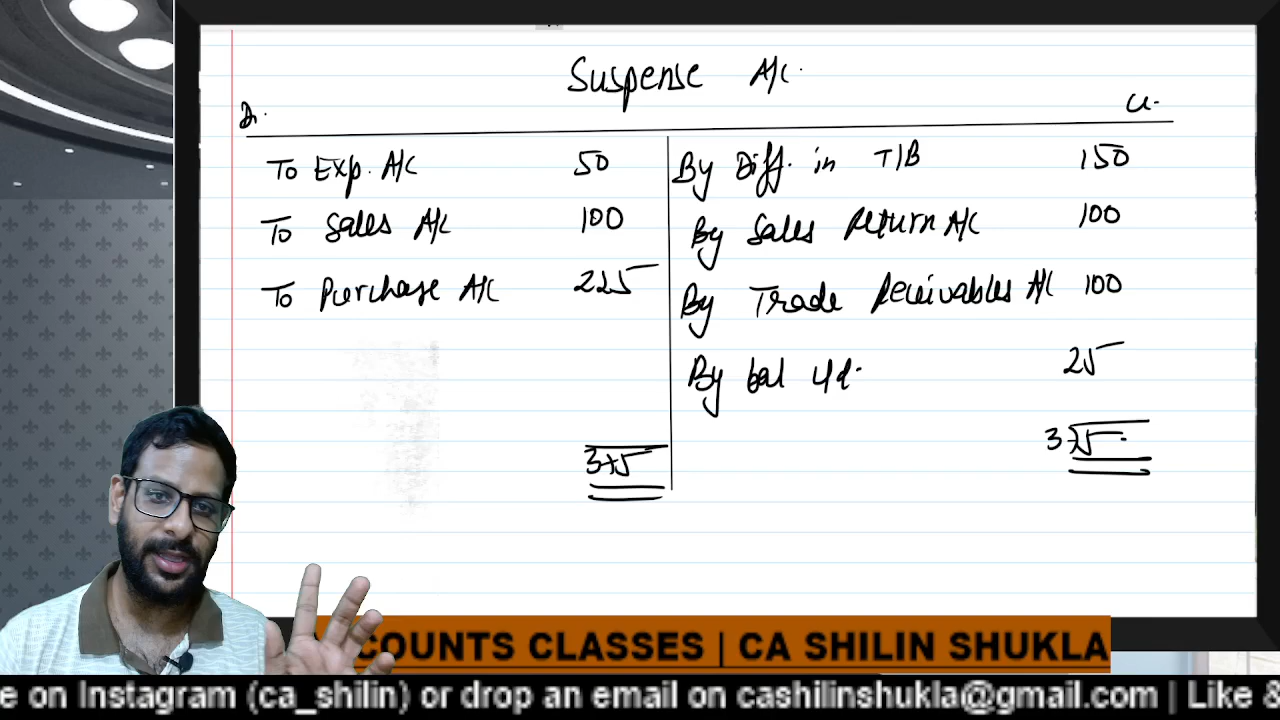 Suspense A/c.
Dr. Cr.
To Exp. A/c 50 By Diff. in T/B 150
To Sales A/c 100 By Sales Return A/c 100
To Purchase A/c 225 By Trade Receivables A/c 100
By bal c/d. 25
375 375
COUNTS CLASSES | CA SHILIN SHUKLA
e on Instagram (ca_shilin) or drop an email on cashilinshukla@gmail.com | Like &